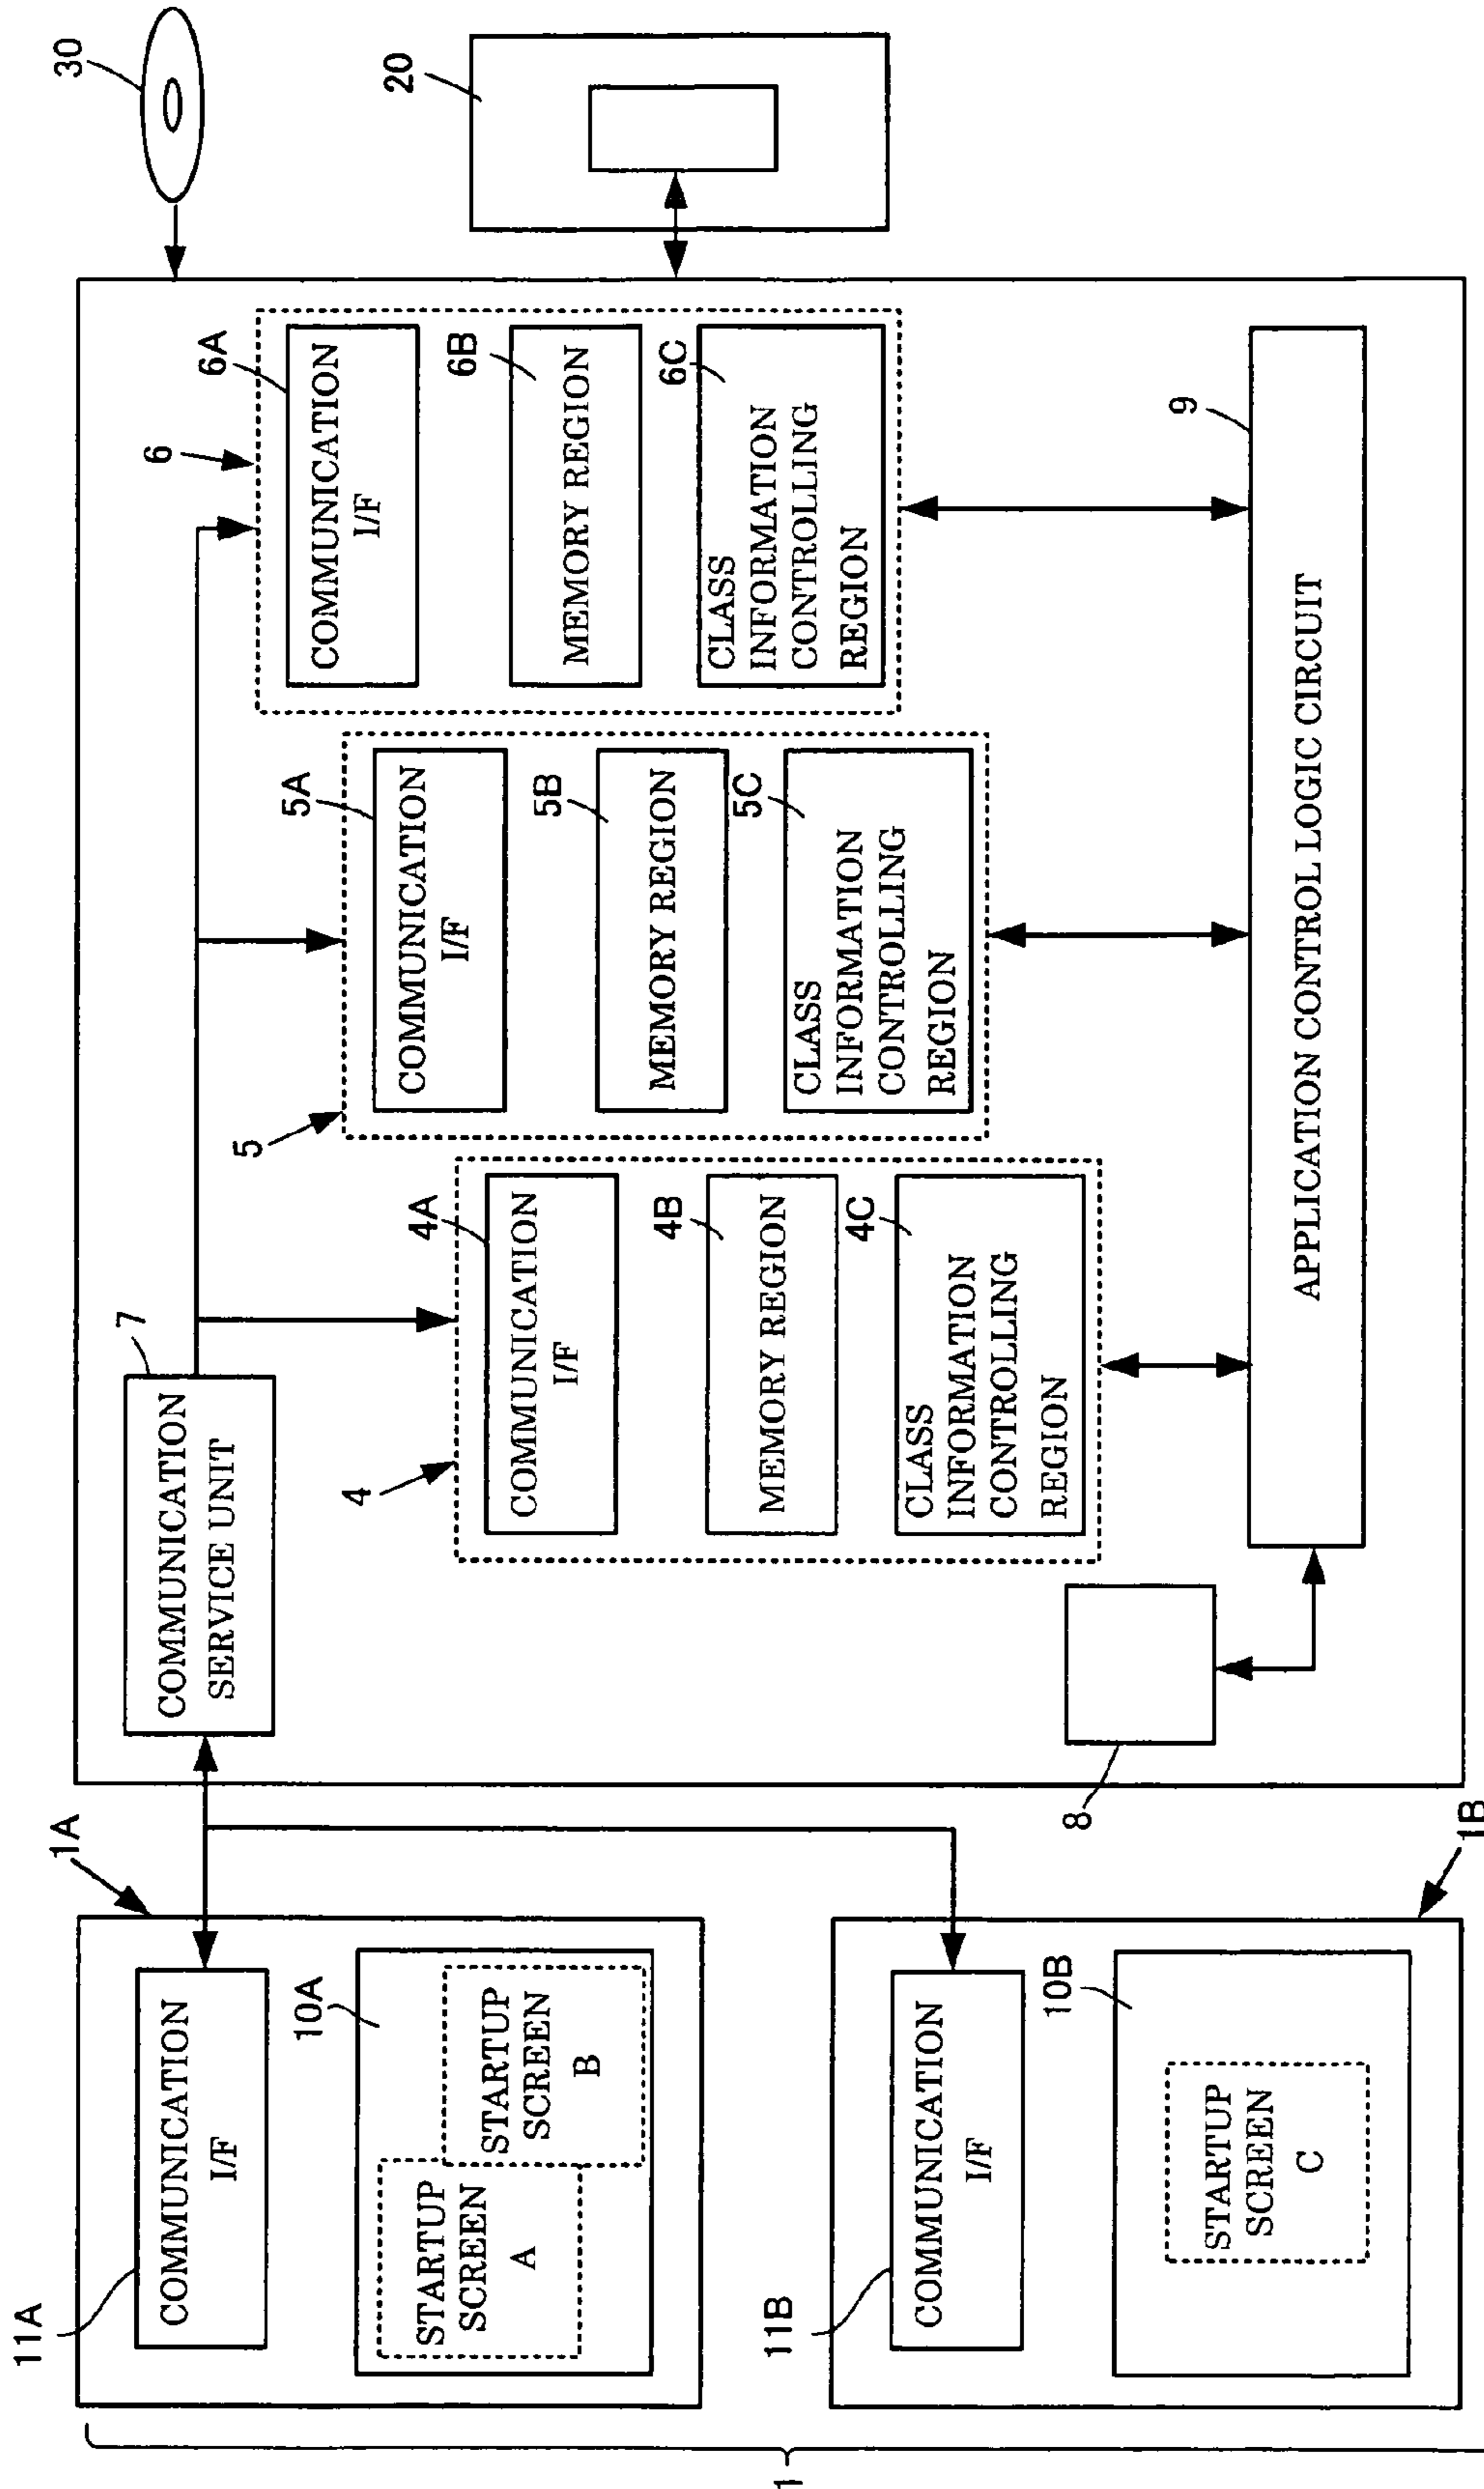 30
20
1A
11A
COMMUNICATION
I/F
10A
STARTUP
SCREEN
A
STARTUP
SCREEN
B
11B
COMMUNICATION
I/F
10B
STARTUP
SCREEN
C
1B
1
7
COMMUNICATION
SERVICE UNIT
4
4A
COMMUNICATION
I/F
4B
MEMORY REGION
4C
CLASS
INFORMATION
CONTROLLING
REGION
5
5A
COMMUNICATION
I/F
5B
MEMORY REGION
5C
CLASS
INFORMATION
CONTROLLING
REGION
6
6A
COMMUNICATION
I/F
6B
MEMORY REGION
6C
CLASS
INFORMATION
CONTROLLING
REGION
8
9
APPLICATION CONTROL LOGIC CIRCUIT